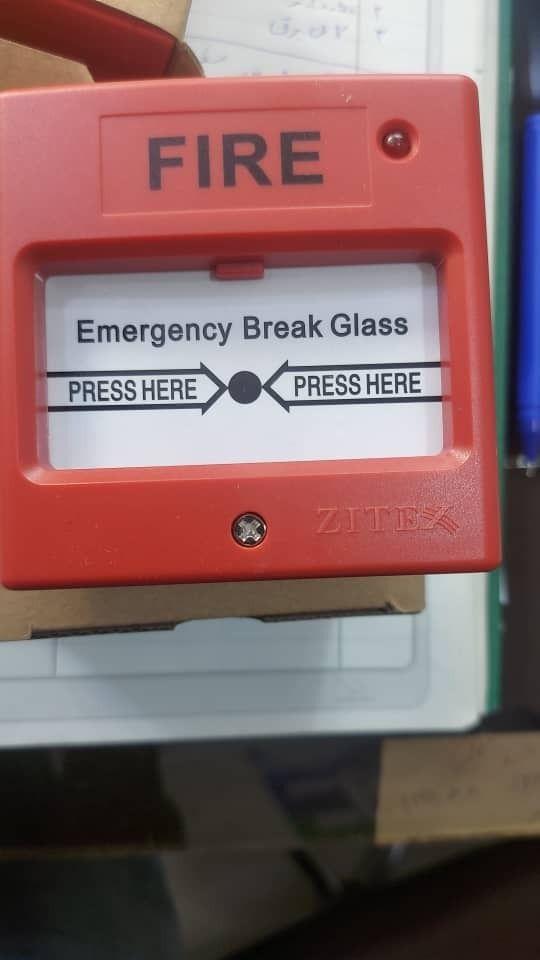 FIRE
Emergency Break Glass
PRESS HERE PRESS HERE
ZITEX